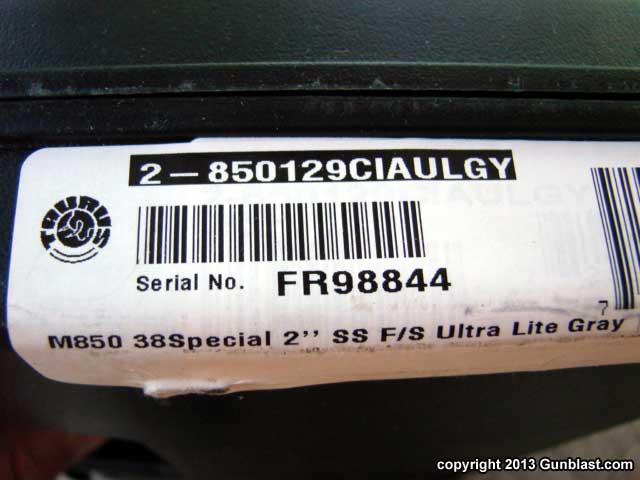 2-850129CIAULGY
TAURUS
Serial No. FR98844
7
M850 38Special 2'' SS F/S Ultra Lite Gray
copyright 2013 Gunblast.com